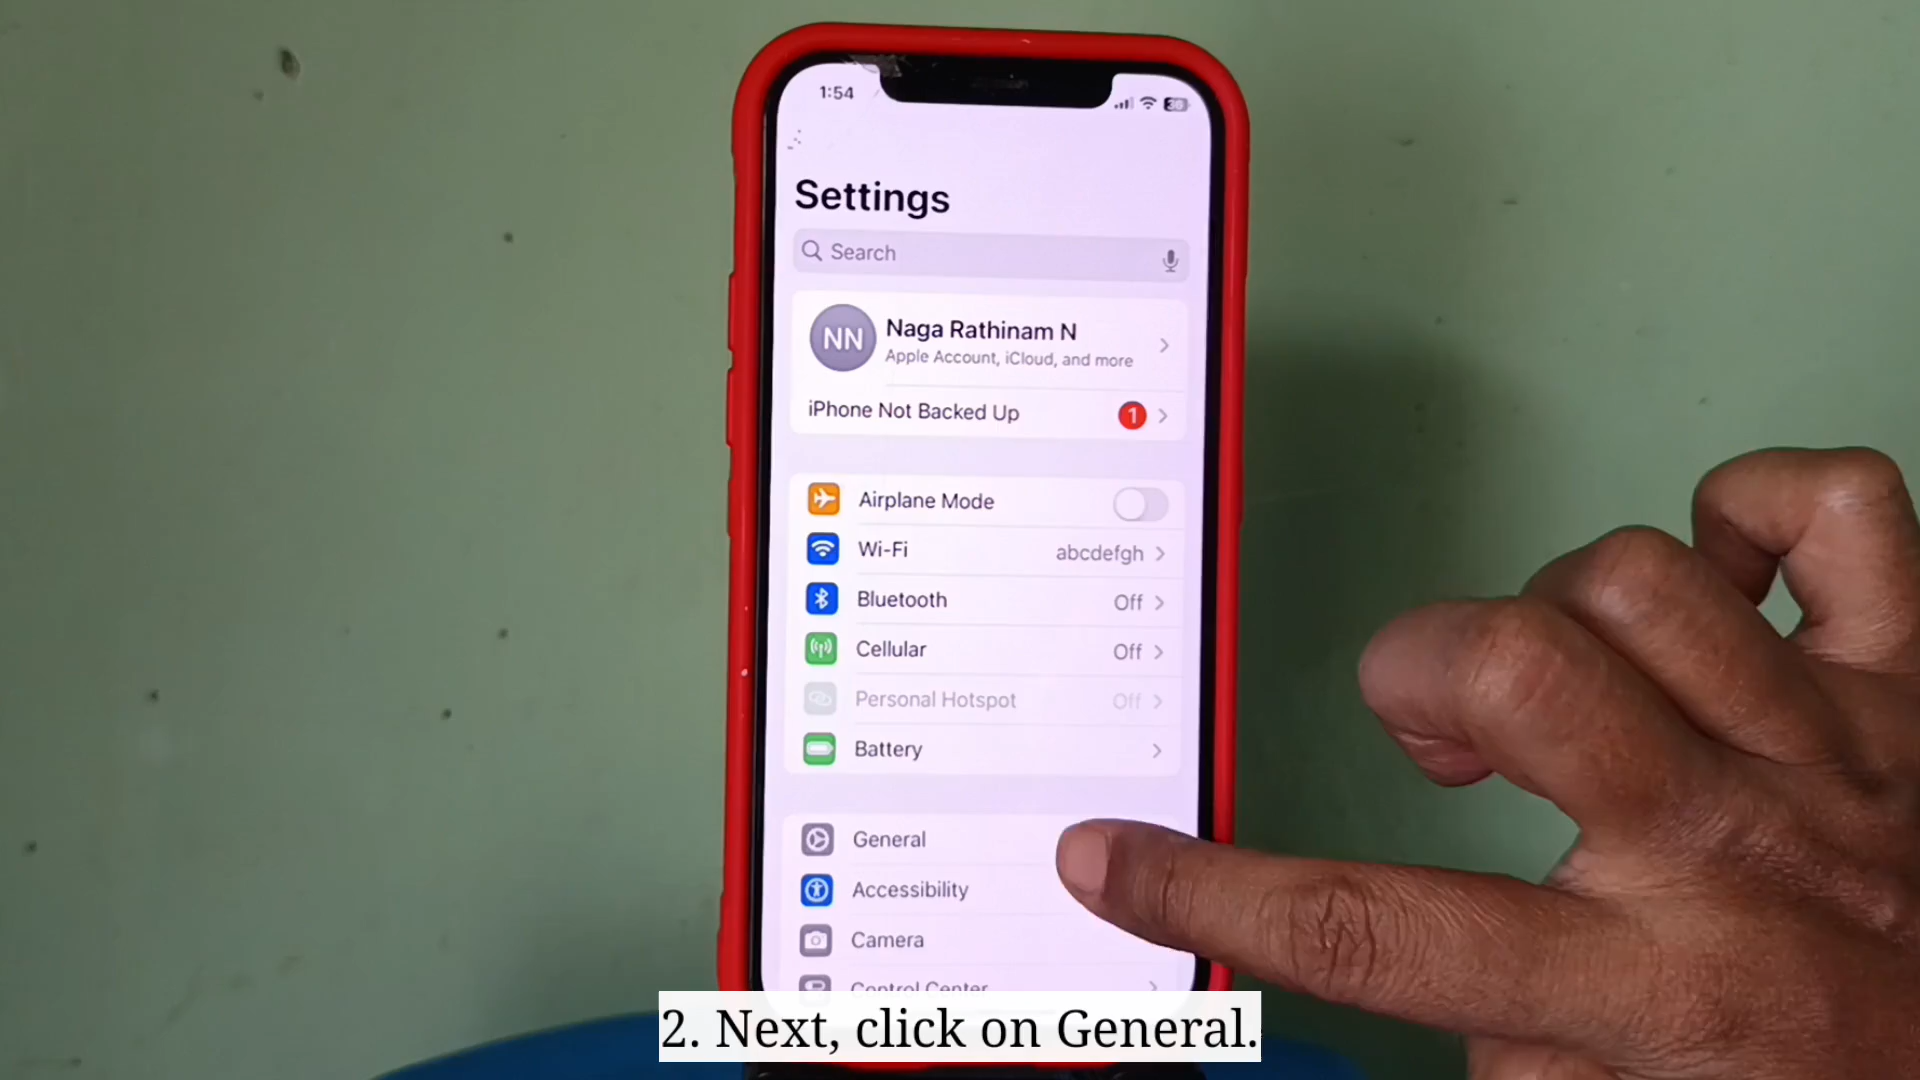 1:54
Settings
Search
NN
Naga Rathinam N
Apple Account, iCloud, and more
iPhone Not Backed Up 1
Airplane Mode
Wi-Fi abcdefgh
Bluetooth Off
Cellular Off
Personal Hotspot Off
Battery
General
Accessibility
Camera
Control Center
2. Next, click on General.